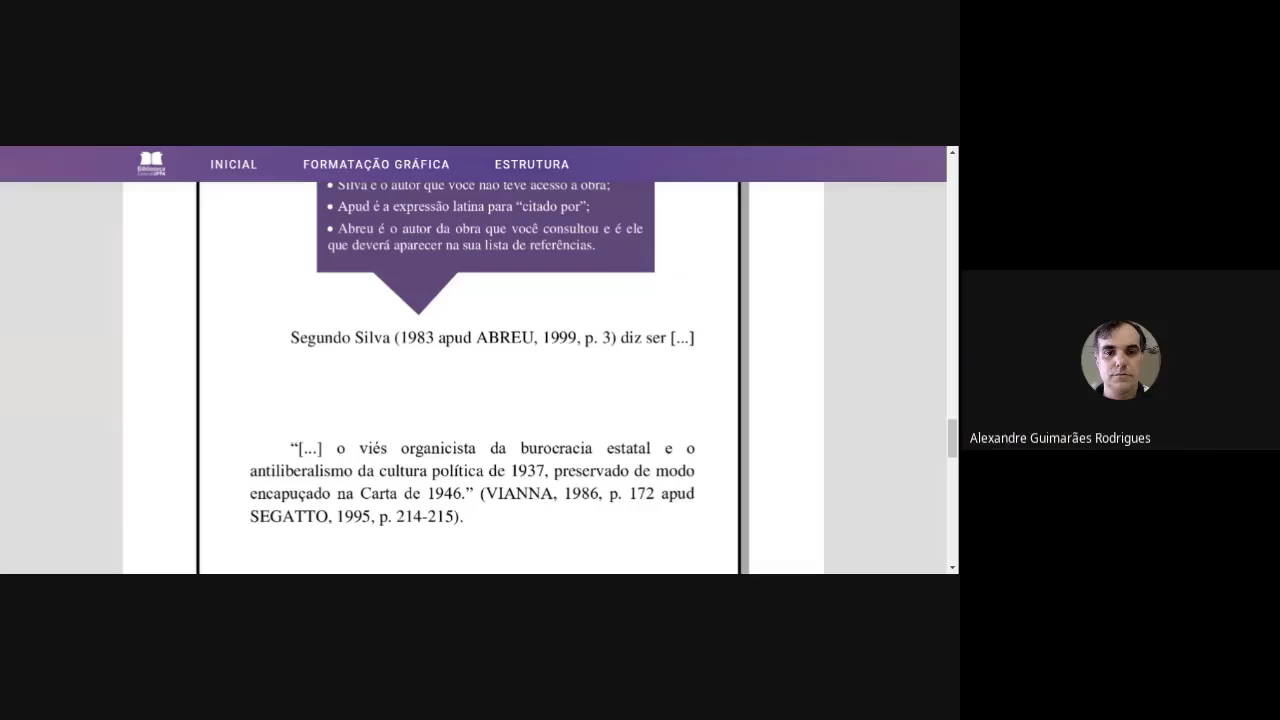 INICIAL FORMATAÇÃO GRÁFICA ESTRUTURA
Biblioteca
• Silva é o autor que você não teve acesso a obra;
• Apud é a expressão latina para “citado por”;
• Abreu é o autor da obra que você consultou e é ele
que deverá aparecer na sua lista de referências.
Segundo Silva (1983 apud ABREU, 1999, p. 3) diz ser [...]
“[...] o viés organicista da burocracia estatal e o
antiliberalismo da cultura política de 1937, preservado de modo
encapuçado na Carta de 1946.” (VIANNA, 1986, p. 172 apud
SEGATTO, 1995, p. 214-215).
Alexandre Guimarães Rodrigues